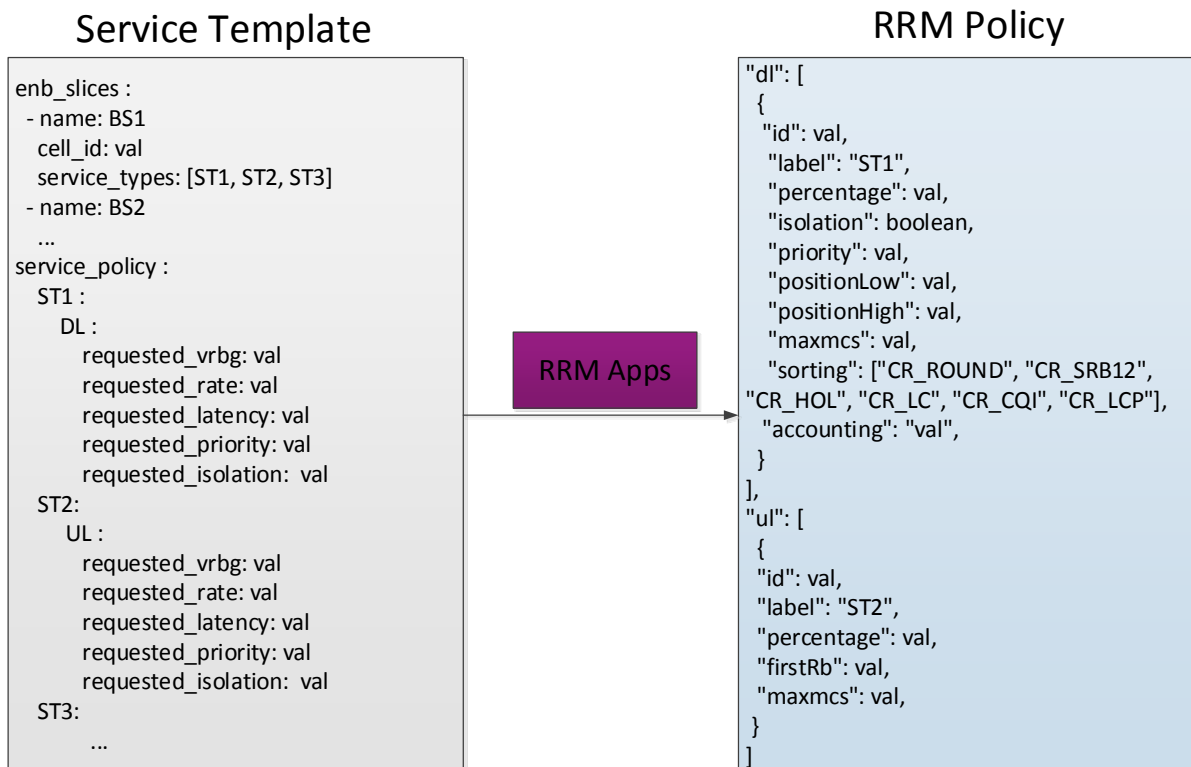 Service Template
enb_slices :
- name: BS1
cell_id: val
service_types: [ST1, ST2, ST3]
- name: BS2
...
service_policy :
ST1 :
DL :
requested_vrbg: val
requested_rate: val
requested_latency: val
requested_priority: val
requested_isolation:  val
ST2:
UL :
requested_vrbg: val
requested_rate: val
requested_latency: val
requested_priority: val
requested_isolation:  val
ST3:
...
RRM Apps
RRM Policy
"dl": [
{
"id": val,
"label": "ST1",
"percentage": val,
"isolation": boolean,
"priority": val,
"positionLow": val,
"positionHigh": val,
"maxmcs": val,
"sorting": ["CR_ROUND", "CR_SRB12",
"CR_HOL", "CR_LC", "CR_CQI", "CR_LCP"],
"accounting": "val",
}
],
"ul": [
{
"id": val,
"label": "ST2",
"percentage": val,
"firstRb": val,
"maxmcs": val,
}
]